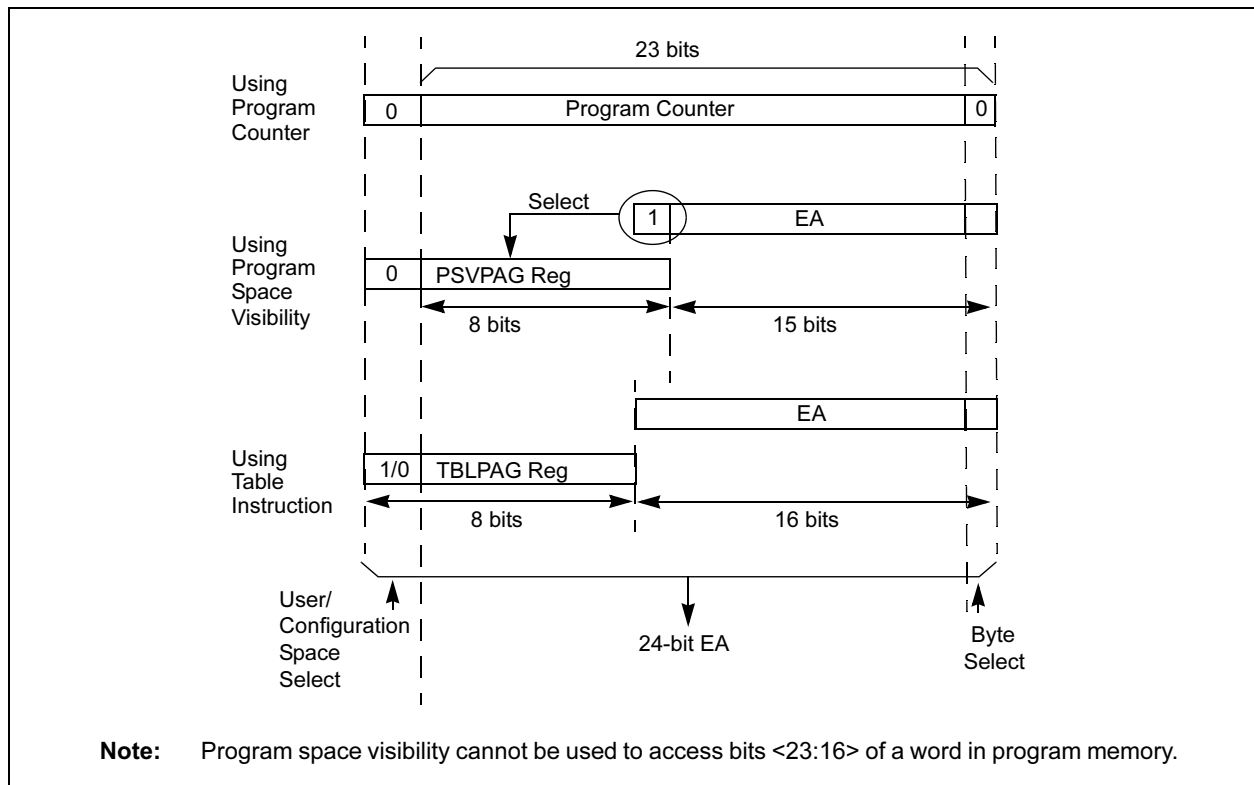 23 bits
Using
Program
Counter
0 Program Counter 0
Select
1 EA
Using
Program
Space
Visibility
0 PSVPAG Reg
8 bits 15 bits
EA
Using
Table
Instruction
1/0 TBLPAG Reg
8 bits 16 bits
User/
Configuration
Space
Select
24-bit EA
Byte
Select
Note: Program space visibility cannot be used to access bits <23:16> of a word in program memory.